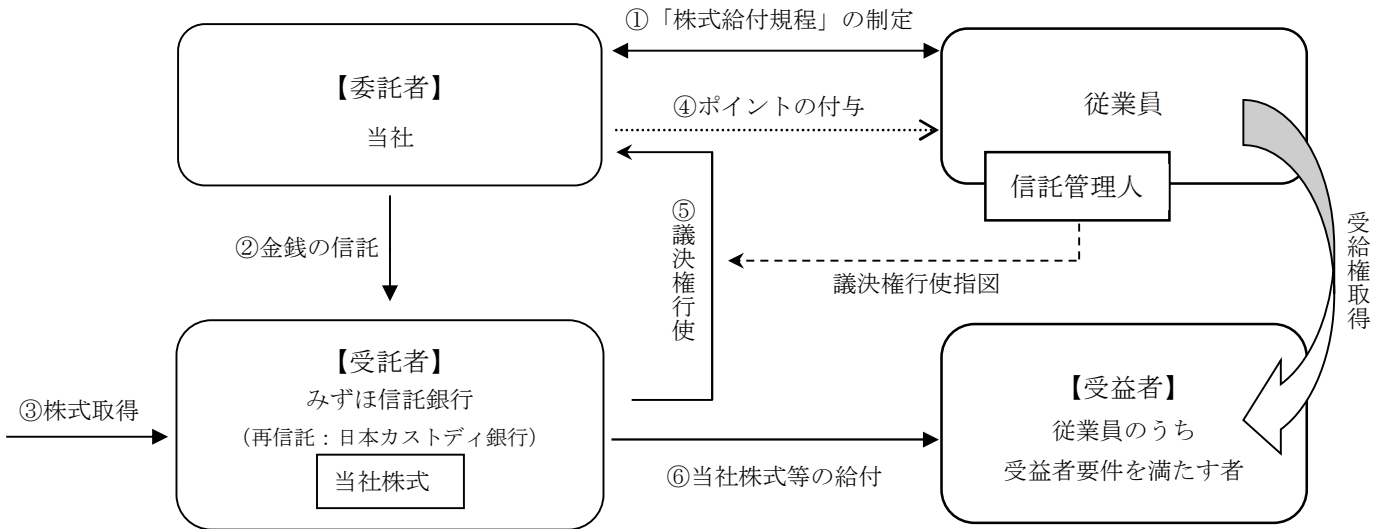 ①「株式給付規程」の制定
【委託者】
当社
④ポイントの付与
従業員
信託管理人
②金銭の信託
⑤議決権行使
議決権行使指図
受給権取得
③株式取得
【受託者】
みずほ信託銀行
（再信託：日本カストディ銀行）
当社株式
⑥当社株式等の給付
【受益者】
従業員のうち
受益者要件を満たす者